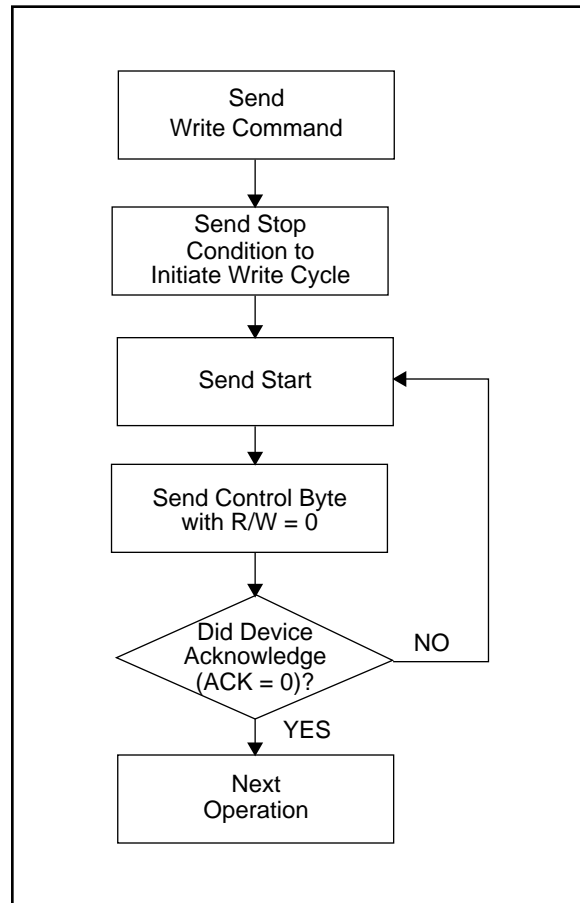 Send
Write Command
Send Stop
Condition to
Initiate Write Cycle
Send Start
Send Control Byte
with R/W = 0
Did Device
Acknowledge
(ACK = 0)?
NO
YES
Next
Operation